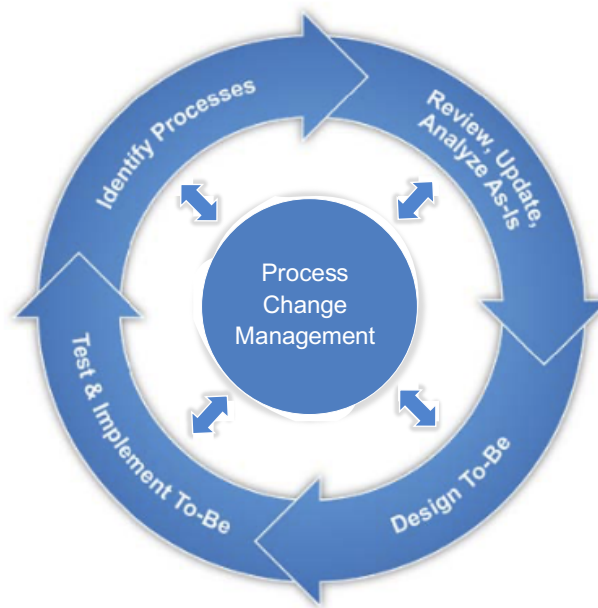 Identify Processes
Review, Update,
Analyze As-Is
Process
Change
Management
Test & Implement To-Be
Design To-Be